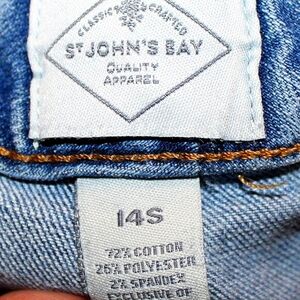 CLASSIC CRAFTED
ST JOHN'S BAY
QUALITY
APPAREL
14S
72% COTTON
26% POLYESTER
2% SPANDEX
EXCLUSIVE OF